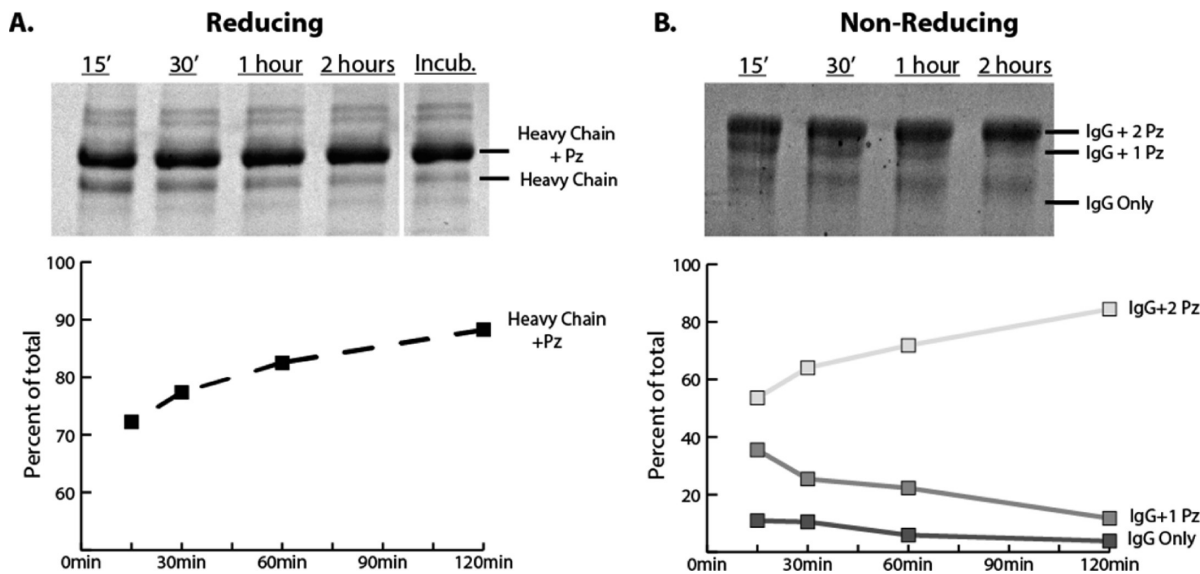 A. Reducing
15' 30' 1 hour 2 hours Incub.
Heavy Chain
+ Pz
Heavy Chain
100
90
80
70
60
Percent of total
Heavy Chain
+Pz
0min 30min 60min 90min 120min
B. Non-Reducing
15' 30' 1 hour 2 hours
IgG + 2 Pz
IgG + 1 Pz
IgG Only
100
80
60
40
20
Percent of total
IgG+2 Pz
IgG+1 Pz
IgG Only
0min 30min 60min 90min 120min